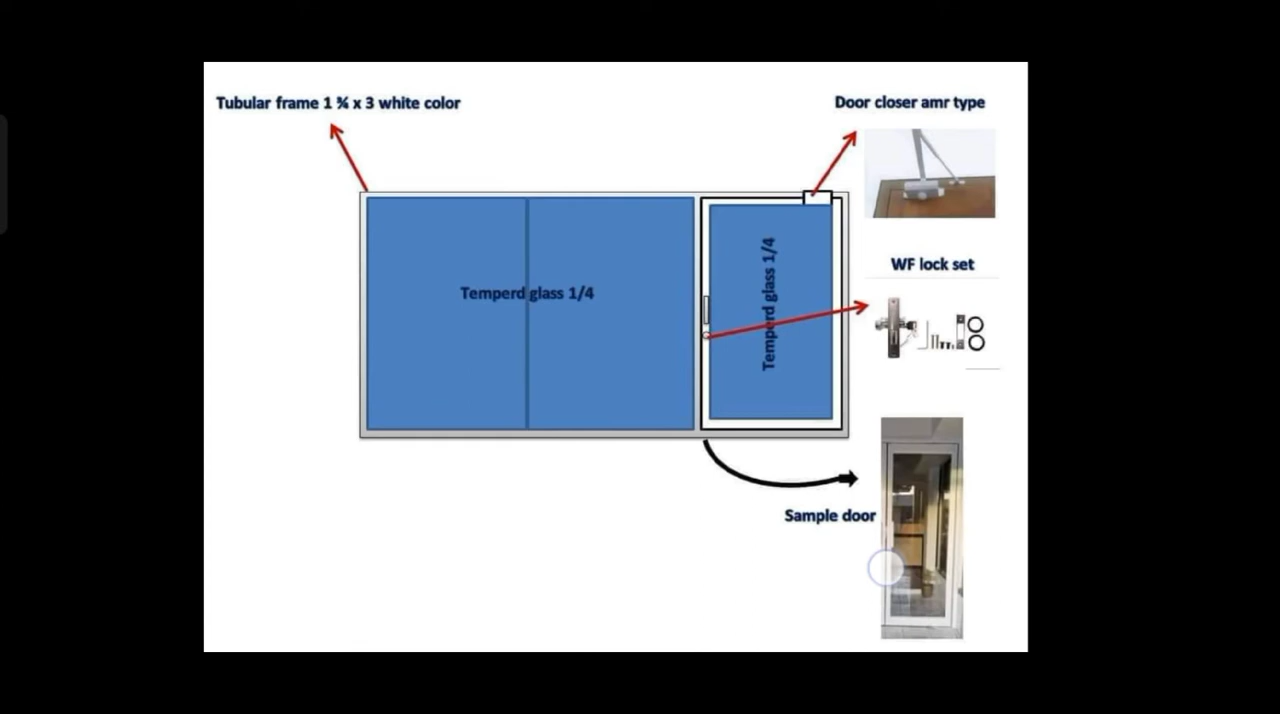 Tubular frame 1 ¾ x 3 white color
Door closer amr type
WF lock set
Temperd glass 1/4
Temperd glass 1/4
Sample door